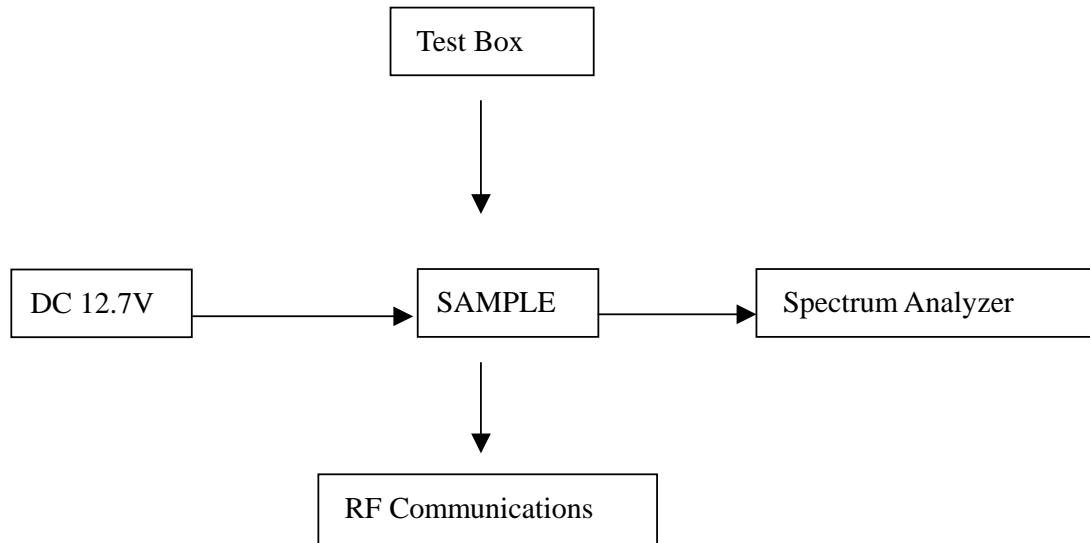 Test Box
DC 12.7V
SAMPLE
Spectrum Analyzer
RF Communications